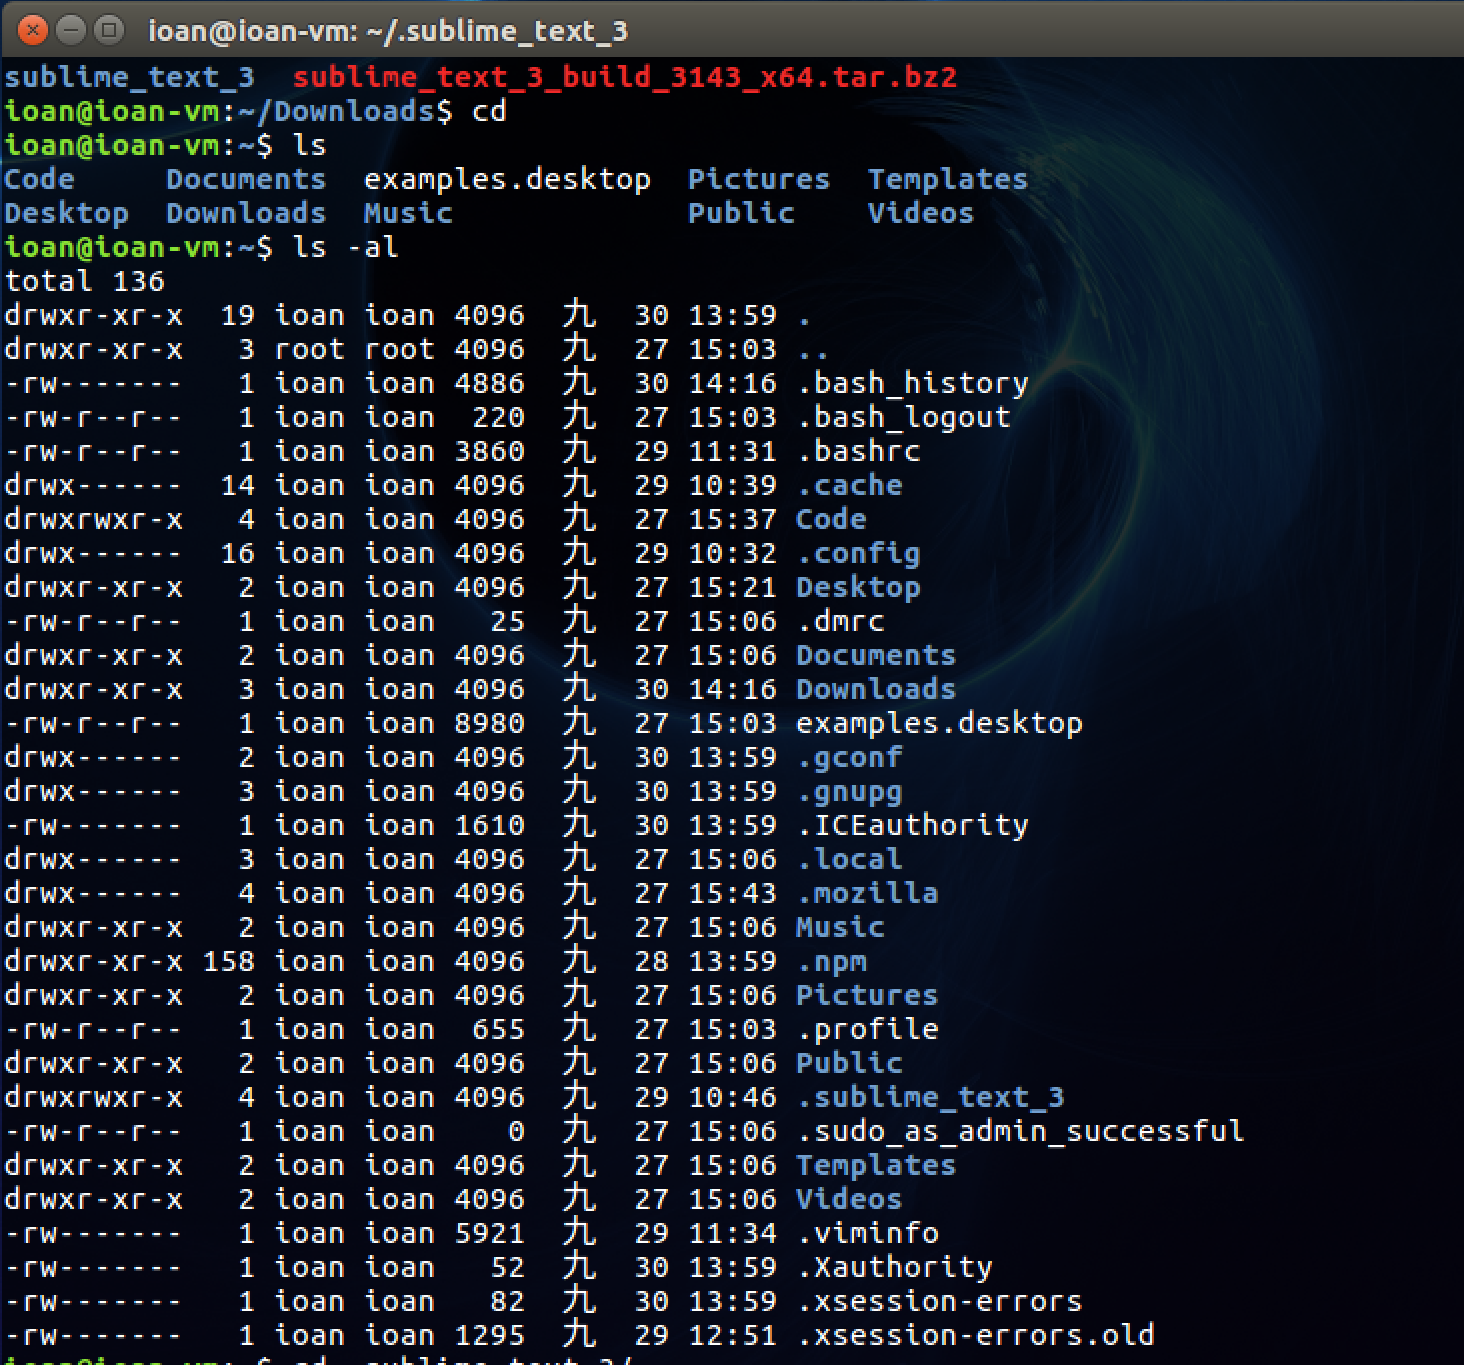 ioan@ioan-vm: ~/.sublime_text_3
sublime_text_3  sublime_text_3_build_3143_x64.tar.bz2
ioan@ioan-vm:~/Downloads$ cd
ioan@ioan-vm:~$ ls
Code     Documents  examples.desktop  Pictures  Templates
Desktop  Downloads  Music             Public    Videos
ioan@ioan-vm:~$ ls -al
total 136
drwxr-xr-x  19 ioan ioan 4096  九  30 13:59 .
drwxr-xr-x   3 root root 4096  九  27 15:03 ..
-rw-------   1 ioan ioan 4886  九  30 14:16 .bash_history
-rw-r--r--   1 ioan ioan  220  九  27 15:03 .bash_logout
-rw-r--r--   1 ioan ioan 3860  九  29 11:31 .bashrc
drwx------  14 ioan ioan 4096  九  29 10:39 .cache
drwxrwxr-x   4 ioan ioan 4096  九  27 15:37 Code
drwx------  16 ioan ioan 4096  九  29 10:32 .config
drwxr-xr-x   2 ioan ioan 4096  九  27 15:21 Desktop
-rw-r--r--   1 ioan ioan   25  九  27 15:06 .dmrc
drwxr-xr-x   2 ioan ioan 4096  九  27 15:06 Documents
drwxr-xr-x   3 ioan ioan 4096  九  30 14:16 Downloads
-rw-r--r--   1 ioan ioan 8980  九  27 15:03 examples.desktop
drwx------   2 ioan ioan 4096  九  30 13:59 .gconf
drwx------   3 ioan ioan 4096  九  30 13:59 .gnupg
-rw-------   1 ioan ioan 1610  九  30 13:59 .ICEauthority
drwx------   3 ioan ioan 4096  九  27 15:06 .local
drwx------   4 ioan ioan 4096  九  27 15:43 .mozilla
drwxr-xr-x   2 ioan ioan 4096  九  27 15:06 Music
drwxr-xr-x 158 ioan ioan 4096  九  28 13:59 .npm
drwxr-xr-x   2 ioan ioan 4096  九  27 15:06 Pictures
-rw-r--r--   1 ioan ioan  655  九  27 15:03 .profile
drwxr-xr-x   2 ioan ioan 4096  九  27 15:06 Public
drwxrwxr-x   4 ioan ioan 4096  九  29 10:46 .sublime_text_3
-rw-r--r--   1 ioan ioan    0  九  27 15:06 .sudo_as_admin_successful
drwxr-xr-x   2 ioan ioan 4096  九  27 15:06 Templates
drwxr-xr-x   2 ioan ioan 4096  九  27 15:06 Videos
-rw-------   1 ioan ioan 5921  九  29 11:34 .viminfo
-rw-------   1 ioan ioan   52  九  30 13:59 .Xauthority
-rw-------   1 ioan ioan   82  九  30 13:59 .xsession-errors
-rw-------   1 ioan ioan 1295  九  29 12:51 .xsession-errors.old
ioan@ioan-vm:~$ cd .sublime_text_3/